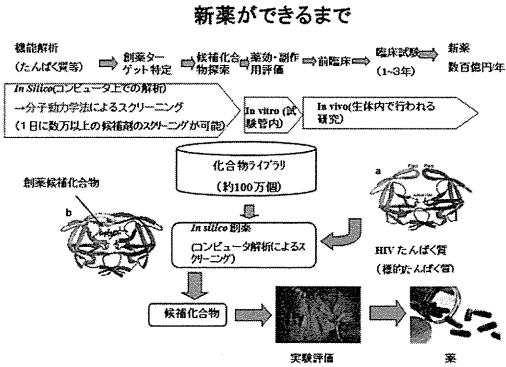 新薬ができるまで
機能解析
(たんぱく質等)
創薬ター
ゲット特定
候補化合
物探索
薬効・副作
用評価
前臨床
臨床試験
(1~3年)
新薬
数百億円/年
In Silico(コンピュータ上での解析)
→分子動力学法によるスクリーニング
(1日に数万以上の候補剤のスクリーニングが可能)
In vitro (試
験管内)
In vivo(生体内で行われる
研究)
化合物ライブラリ
(約100万個)
創薬候補化合物
b
a
In silico 創薬
(コンピュータ解析によるス
クリーニング)
HIV たんぱく質
(標的たんぱく質)
候補化合物
実験評価
薬